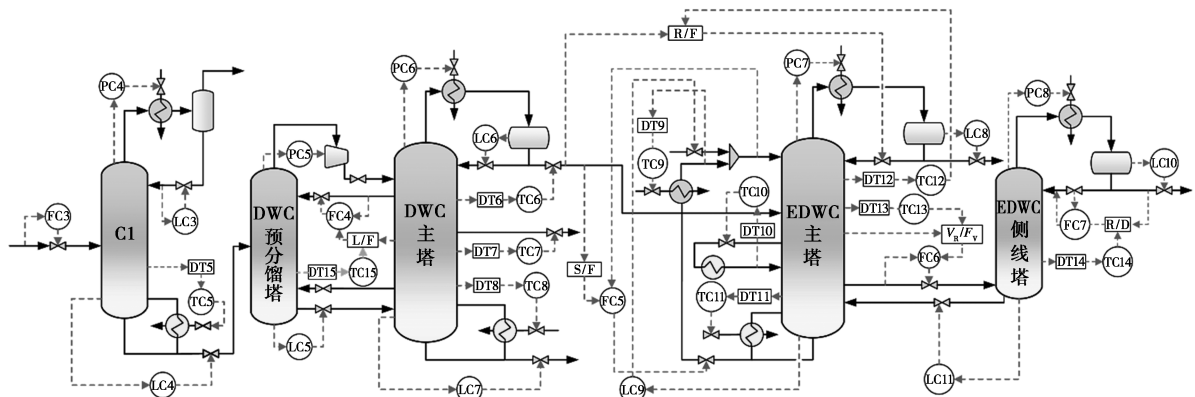 PC4
FC3
C1
LC3
DT5
TC5
LC4
PC5
DWC
预分馏塔
FC4
L/F
DT15
TC15
LC5
PC6
LC6
DWC
主塔
DT6
TC6
DT7
TC7
DT8
TC8
LC7
R/F
S/F
FC5
DT9
TC9
TC10
DT10
TC11
DT11
LC9
PC7
EDWC
主塔
LC8
DT12
TC12
DT13
TC13
VR/FV
FC6
LC11
PC8
EDWC
侧线塔
LC10
FC7
R/D
DT14
TC14